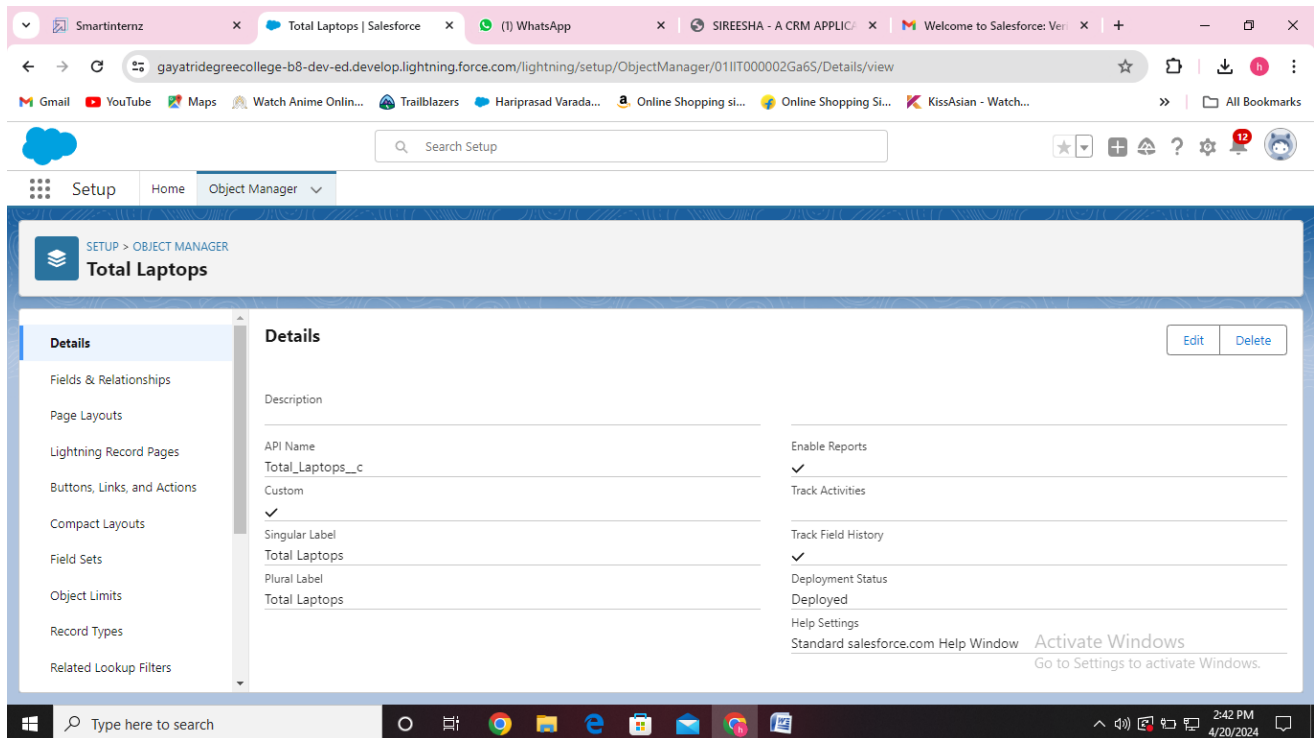 Smartinternz
Total Laptops | Salesforce
(1) WhatsApp
SIREESHA - A CRM APPLICA
Welcome to Salesforce: Veri
gayatridegreecollege-b8-dev-ed.develop.lightning.force.com/lightning/setup/ObjectManager/01IIT000002Ga6S/Details/view
h
Gmail YouTube Maps Watch Anime Onlin... Trailblazers Hariprasad Varada... Online Shopping si... Online Shopping Si... KissAsian - Watch... » All Bookmarks
Search Setup
12
Setup Home Object Manager
SETUP > OBJECT MANAGER
Total Laptops
Details
Fields & Relationships
Page Layouts
Lightning Record Pages
Buttons, Links, and Actions
Compact Layouts
Field Sets
Object Limits
Record Types
Related Lookup Filters
Details
Edit Delete
Description
API Name
Total_Laptops__c
Custom
Singular Label
Total Laptops
Plural Label
Total Laptops
Enable Reports
Track Activities
Track Field History
Deployment Status
Deployed
Help Settings
Standard salesforce.com Help Window
Activate Windows
Go to Settings to activate Windows.
Type here to search
2:42 PM
4/20/2024